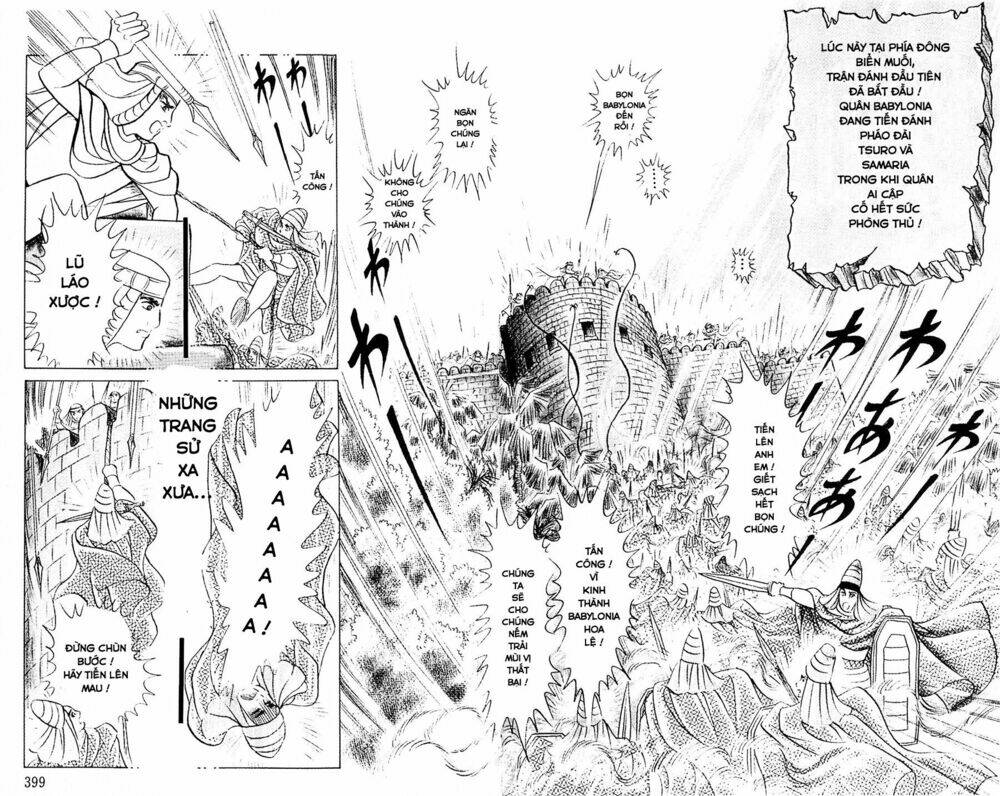 LÚC NÀY TẠI PHÍA ĐÔNG
BIỂN MUỐI,
TRẬN ĐÁNH ĐẦU TIÊN
ĐÃ BẮT ĐẦU !
QUÂN BABYLONIA
ĐANG TIẾN ĐÁNH
PHÁO ĐÀI
TSURO VÀ
SAMARIA
TRONG KHI QUÂN
AI CẬP
CỐ HẾT SỨC
PHÒNG THỦ !
BỌN
BABYLONIA
ĐẾN
RỒI !
NGĂN
BỌN
CHÚNG
LẠI !
KHÔNG
CHO
CHÚNG
VÀO
THÀNH !
わあ
わあ
わ
わ
わ
TIẾN
LÊN
ANH
EM !
GIẾT
SẠCH
HẾT
BỌN
CHÚNG !
TẤN
CÔNG !
VÌ
KINH
THÀNH
BABYLONIA
HOA
LỆ !
CHÚNG
TA
SẼ
CHO
CHÚNG
NẾM
TRẢI
MÙI VỊ
THẤT
BẠI !
わわ
TẤN
CÔNG !
LŨ
LÁO
XƯỢC !
NHỮNG
TRANG
SỬ
XA
XƯA...
A
A
A
A
A
A
A
A!
ĐỪNG CHÙN
BƯỚC !
HÃY TIẾN LÊN
MAU !
399